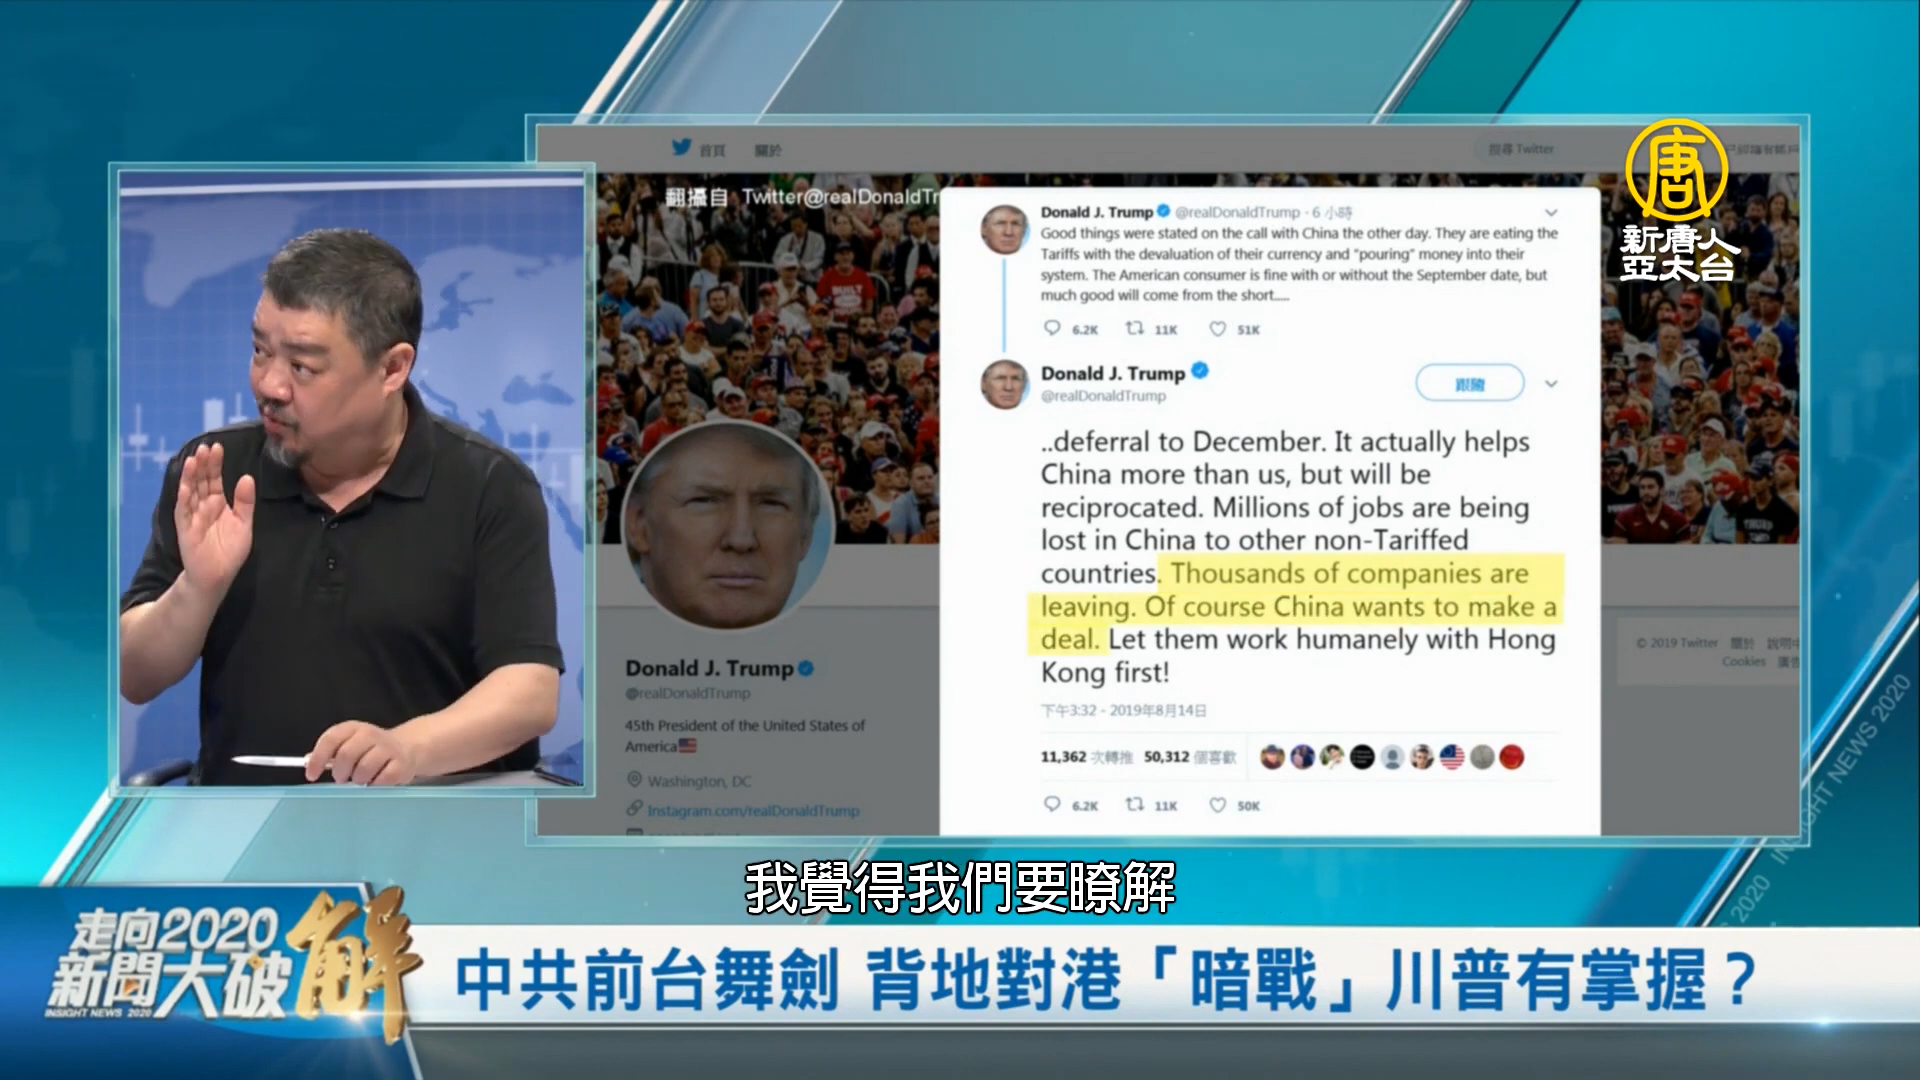 首頁 關於
搜尋 Twitter
翻攝自 Twitter@realDonaldTr
唐
新唐人
亞太台
Donald J. Trump @realDonaldTrump · 6 小時
Good things were stated on the call with China the other day. They are eating the
Tariffs with the devaluation of their currency and "pouring" money into their
system. The American consumer is fine with or without the September date, but
much good will come from the short.....
6.2K 11K 51K
Donald J. Trump
@realDonaldTrump
跟隨
..deferral to December. It actually helps
China more than us, but will be
reciprocated. Millions of jobs are being
lost in China to other non-Tariffed
countries. Thousands of companies are
leaving. Of course China wants to make a
deal. Let them work humanely with Hong
Kong first!
下午3:32 - 2019年8月14日
11,362 次轉推 50,312 個喜歡
6.2K 11K 50K
Donald J. Trump
@realDonaldTrump
45th President of the United States of
America
Washington, DC
Instagram.com/realDonaldTrump
© 2019 Twitter 關於
Cookies
INSIGHT NEWS 2020
我覺得我們要瞭解
走向2020
新聞大破解
INSIGHT NEWS 2020
中共前台舞劍 背地對港「暗戰」川普有掌握？